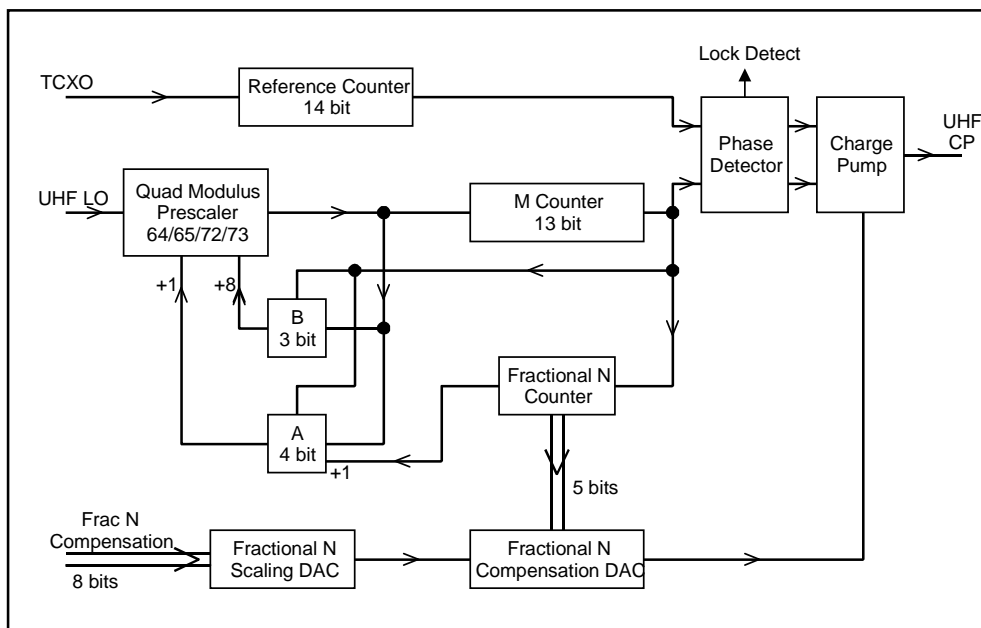 Lock Detect
TCXO
Reference Counter
14 bit
Phase
Detector
Charge
Pump
UHF
CP
UHF LO
Quad Modulus
Prescaler
64/65/72/73
M Counter
13 bit
+1
+8
B
3 bit
Fractional N
Counter
A
4 bit
+1
5 bits
Frac N
Compensation
8 bits
Fractional N
Scaling DAC
Fractional N
Compensation DAC